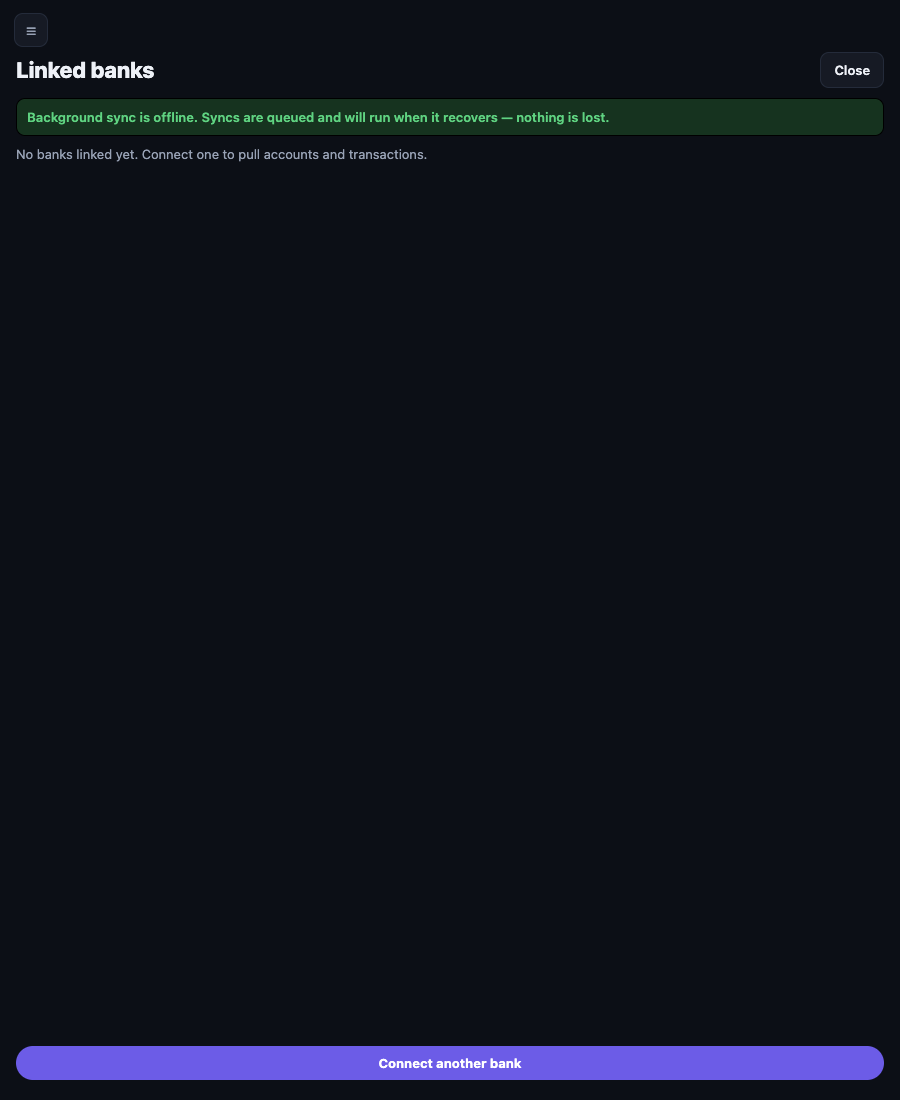 Linked banks
Close
Background sync is offline. Syncs are queued and will run when it recovers — nothing is lost.
No banks linked yet. Connect one to pull accounts and transactions.
Connect another bank